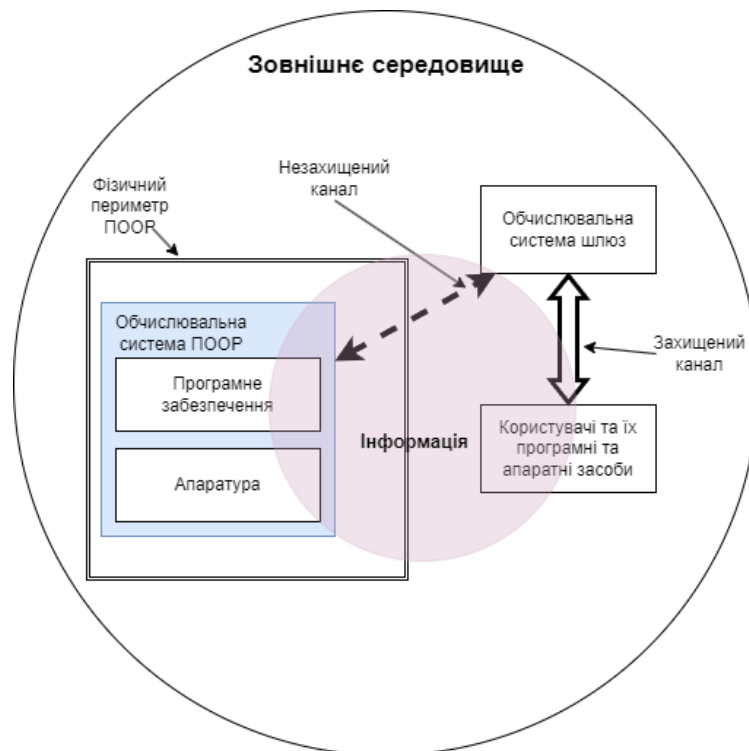 Зовнішнє середовище
Незахищений
канал
Фізичний
периметр
ПООР
Обчислювальна
система шлюз
Обчислювальна
система ПООР
Програмне
забезпечення
Захищений
канал
Інформація
Користувачі та їх
програмні та
апаратні засоби
Апаратура